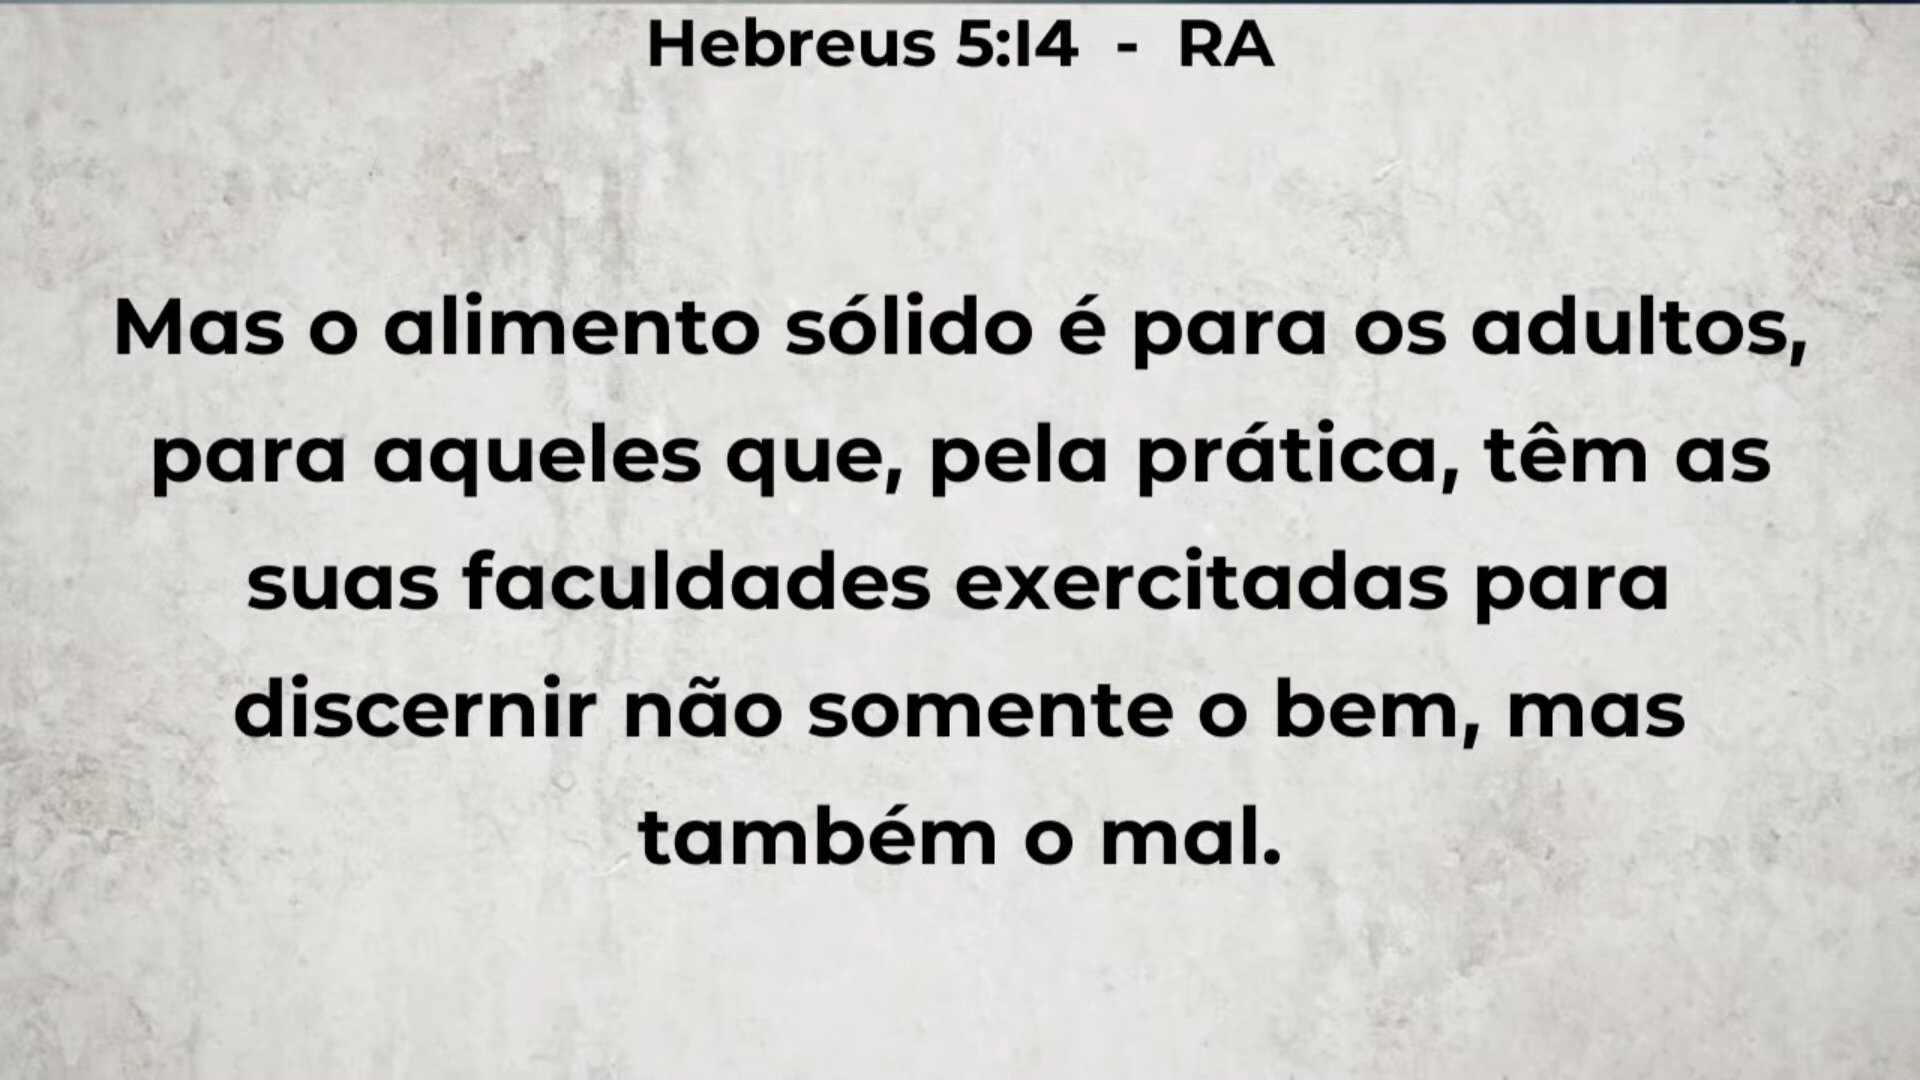 Hebreus 5:14 - RA
Mas o alimento sólido é para os adultos,
para aqueles que, pela prática, têm as
suas faculdades exercitadas para
discernir não somente o bem, mas
também o mal.